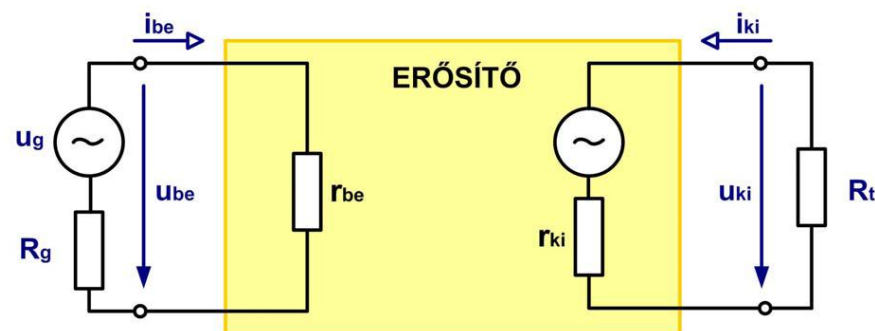 ibe
iki
ERŐSÍTŐ
ug
ube
rbe
uki
Rt
Rg
rki